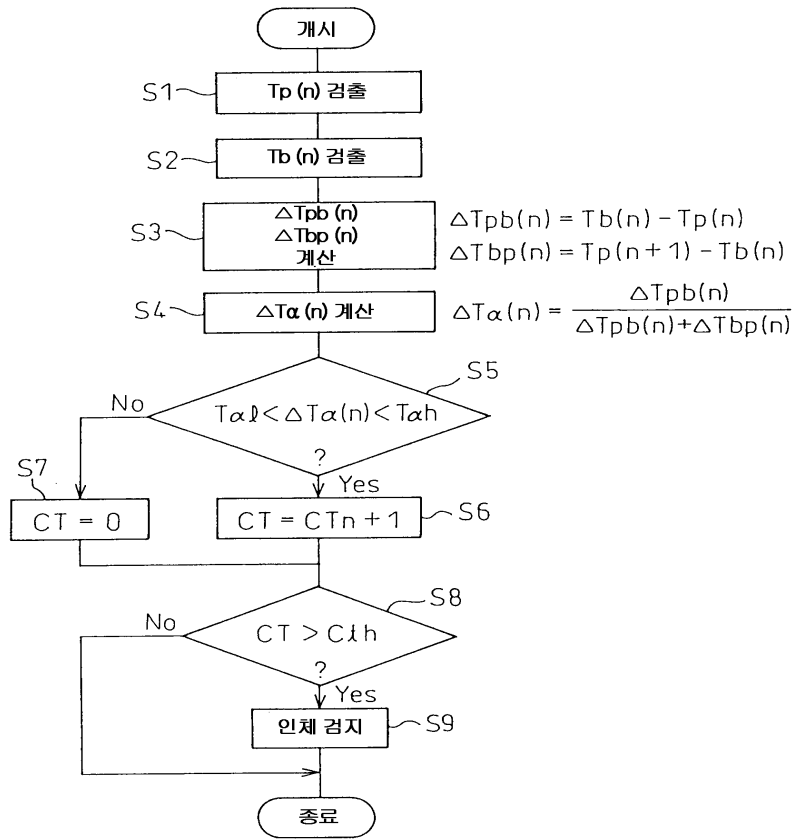 개시
S1
Tp(n) 검출
S2
Tb(n) 검출
S3
△Tpb(n)
△Tbp(n)
계산
△Tpb(n) = Tb(n) - Tp(n)
△Tbp(n) = Tp(n+1) - Tb(n)
S4
△Tα(n) 계산
△Tα(n) = △Tpb(n) / △Tpb(n)+△Tbp(n)
S5
Tαl < △Tα(n) < Tαh
?
No
Yes
S7
CT = 0
CT = CTn + 1
S6
S8
CT > Cth
?
No
Yes
인체 검지
S9
종료